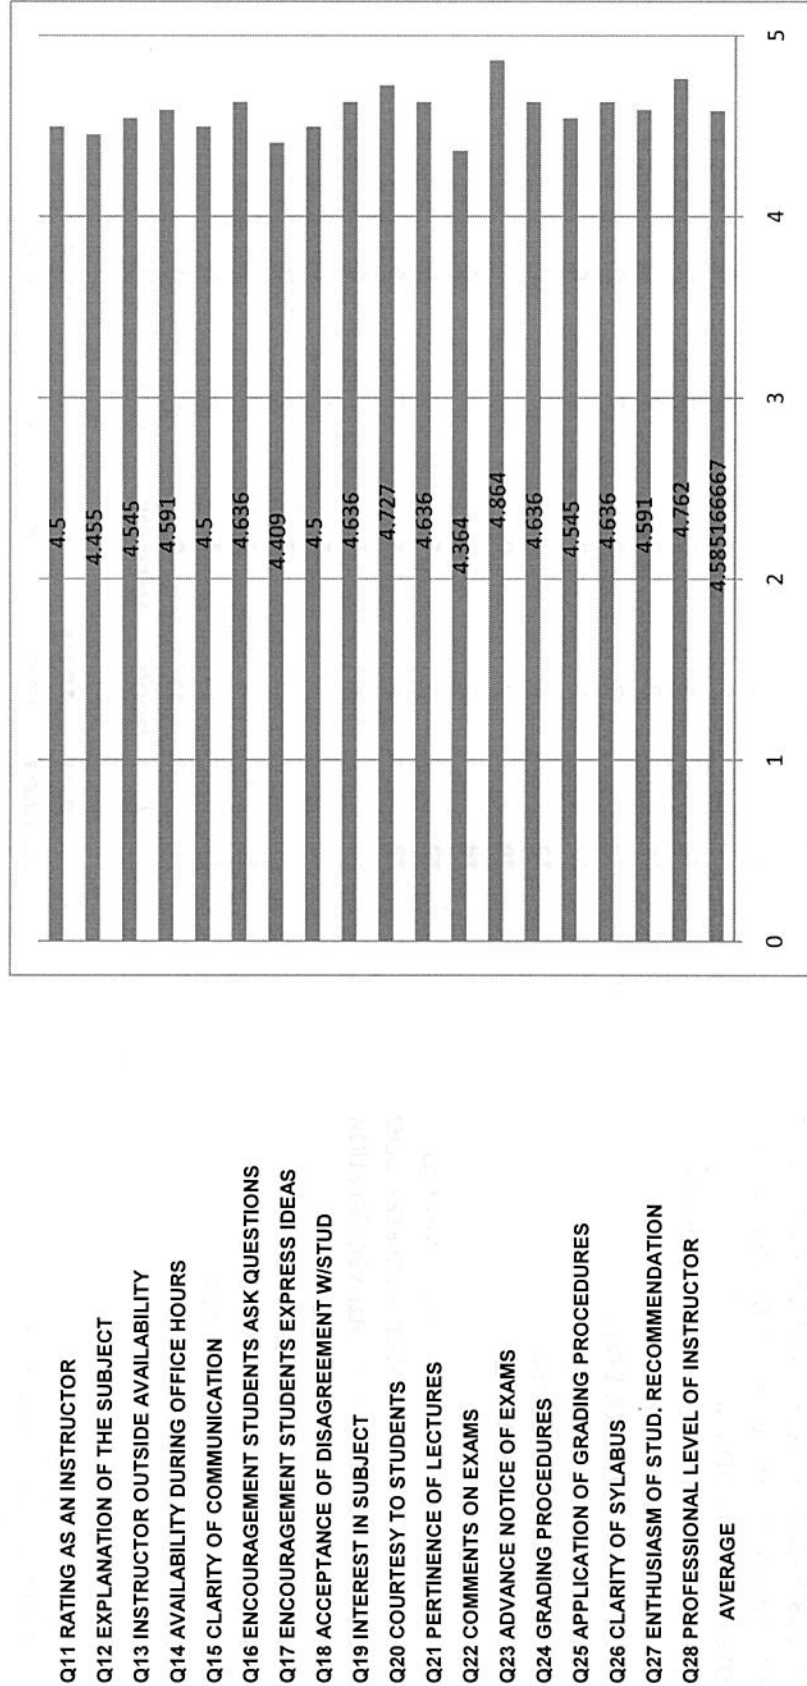 Q11 RATING AS AN INSTRUCTOR 4.5
Q12 EXPLANATION OF THE SUBJECT 4.455
Q13 INSTRUCTOR OUTSIDE AVAILABILITY 4.545
Q14 AVAILABILITY DURING OFFICE HOURS 4.591
Q15 CLARITY OF COMMUNICATION 4.5
Q16 ENCOURAGEMENT STUDENTS ASK QUESTIONS 4.636
Q17 ENCOURAGEMENT STUDENTS EXPRESS IDEAS 4.409
Q18 ACCEPTANCE OF DISAGREEMENT W/STUD 4.5
Q19 INTEREST IN SUBJECT 4.636
Q20 COURTESY TO STUDENTS 4.727
Q21 PERTINENCE OF LECTURES 4.636
Q22 COMMENTS ON EXAMS 4.364
Q23 ADVANCE NOTICE OF EXAMS 4.864
Q24 GRADING PROCEDURES 4.636
Q25 APPLICATION OF GRADING PROCEDURES 4.545
Q26 CLARITY OF SYLABUS 4.636
Q27 ENTHUSIASM OF STUD. RECOMMENDATION 4.591
Q28 PROFESSIONAL LEVEL OF INSTRUCTOR 4.762
AVERAGE 4.585166667
0 1 2 3 4 5